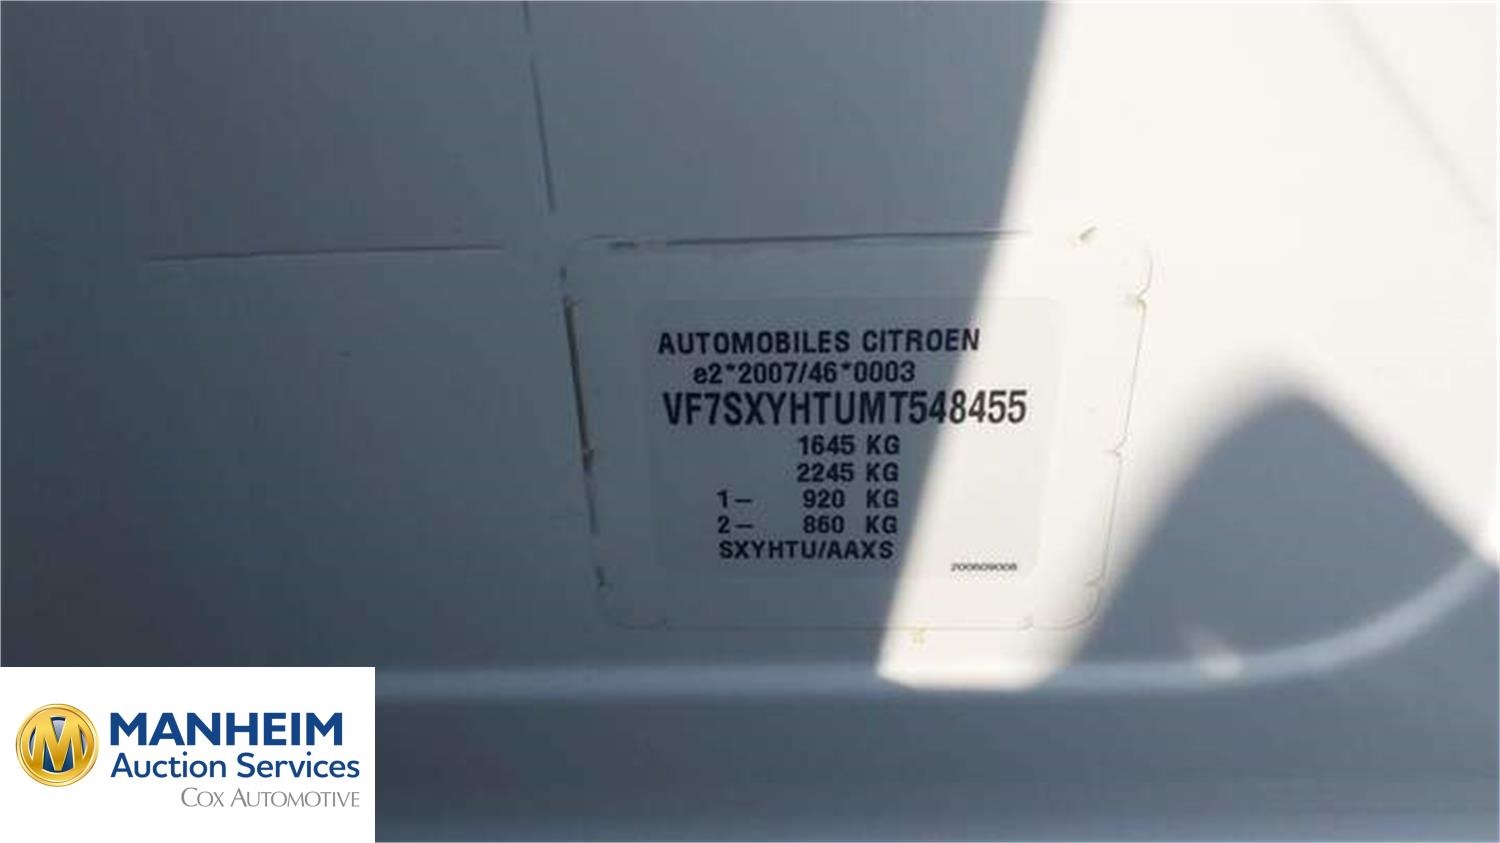 AUTOMOBILES CITROEN
e2*2007/46*0003
VF7SXYHTUMT548455
1645 KG
2245 KG
1- 920 KG
2- 860 KG
SXYHTU/AAXS
200609006
MANHEIM
Auction Services
COX AUTOMOTIVE